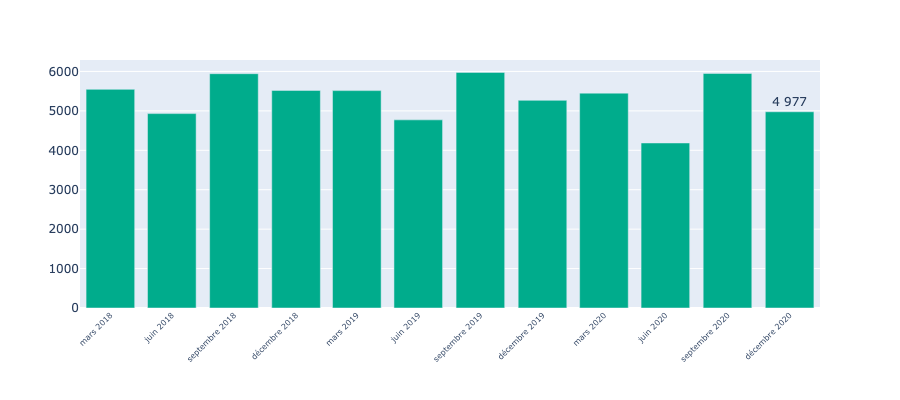 6000
5000
4000
3000
2000
1000
0
4 977
mars 2018
juin 2018
septembre 2018
décembre 2018
mars 2019
juin 2019
septembre 2019
décembre 2019
mars 2020
juin 2020
septembre 2020
décembre 2020